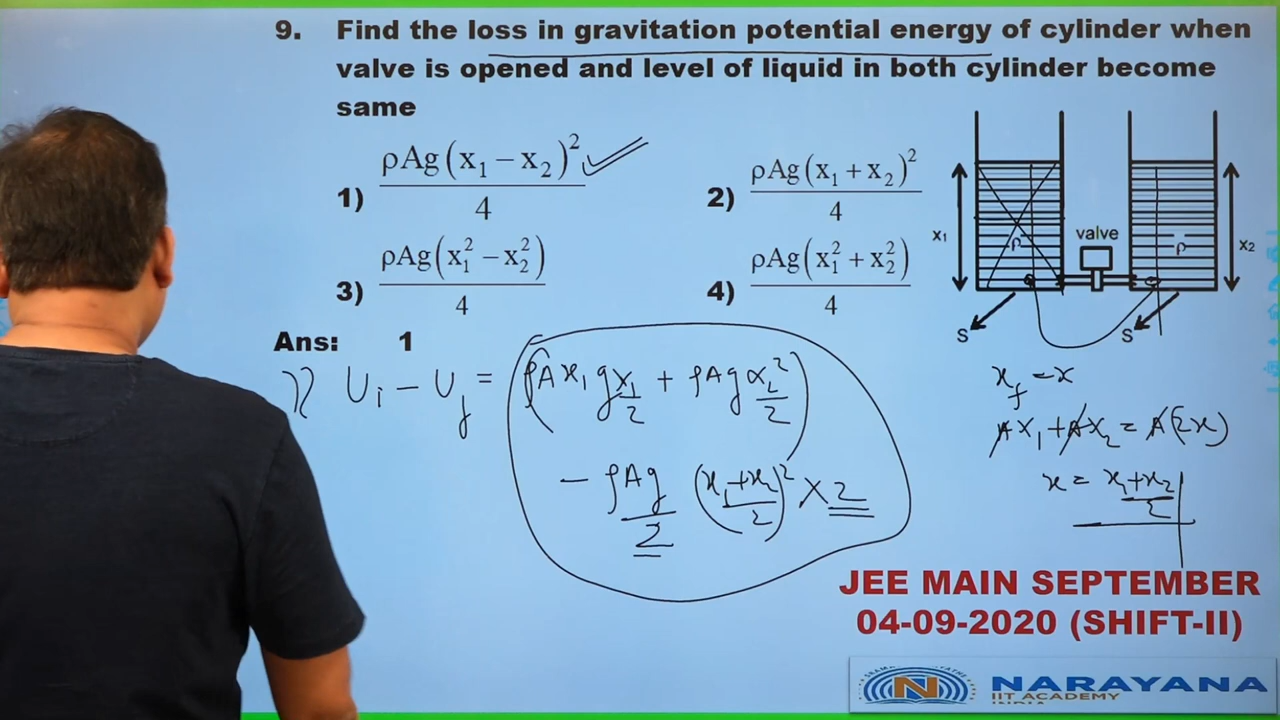 9. Find the loss in gravitation potential energy of cylinder when
valve is opened and level of liquid in both cylinder become
same
1) ρAg(x₁ − x₂)² / 4 ✓
2) ρAg(x₁ + x₂)² / 4
3) ρAg(x₁² − x₂²) / 4
4) ρAg(x₁² + x₂²) / 4
x₁
ρ
valve
ρ
x₂
S
S
Ans: 1
U_i − U_f = (ρA x₁ g x₁/2 + ρAg x₂²/2)
− ρAg/2 ((x₁+x₂)/2)² × 2
x_f = x
Ax₁ + Ax₂ = A(2x)
x = (x₁+x₂)/2
JEE MAIN SEPTEMBER
04-09-2020 (SHIFT-II)
N NARAYANA
IIT ACADEMY
INDIA